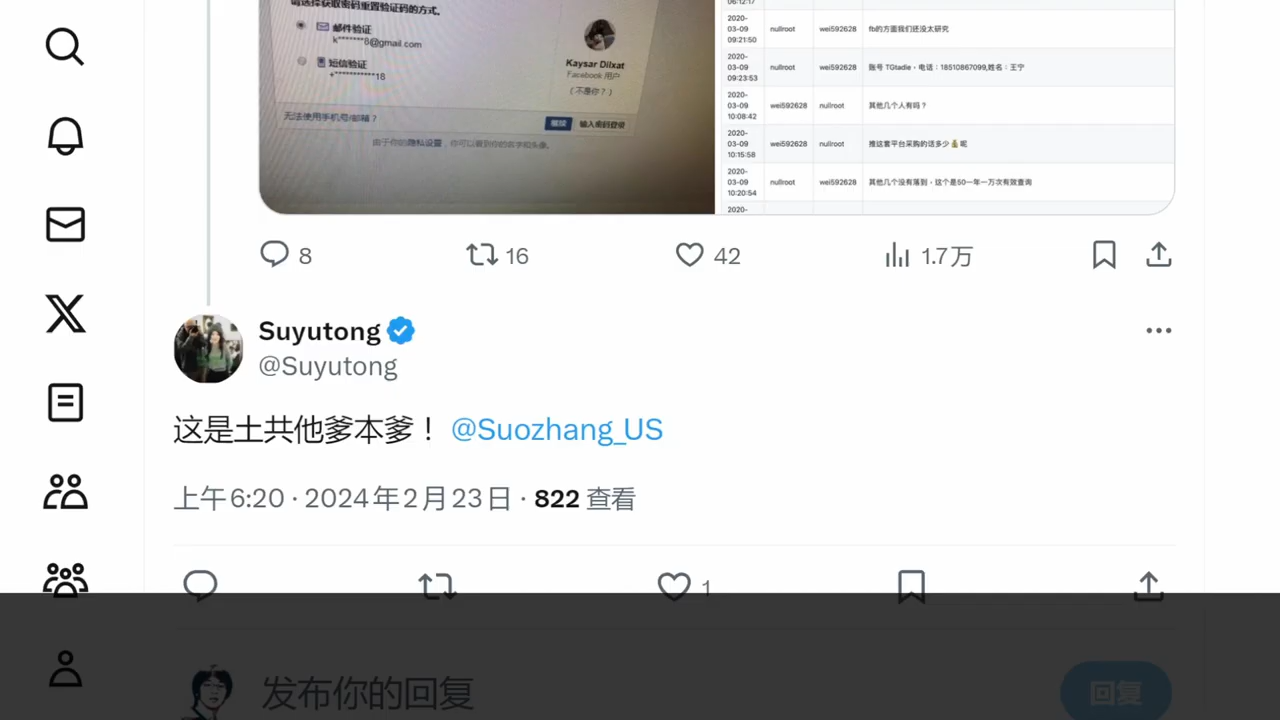 请选择获取密码重置验证码的方式。
邮件验证
k*******8@gmail.com
短信验证
+***********16
Kaysar Dilxat
Facebook 用户
(不是你?)
无法使用手机号/邮箱?
继续
输入密码登录
由于你的隐私设置,你可以看到你的名字和头像。
06:12:17
2020-03-09 09:21:50 nullroot wei592628 fb的方面我们还没太研究
2020-03-09 09:23:53 nullroot wei592628 账号 TGtadie,电话:18510867099,姓名:王宁
2020-03-09 10:08:42 wei592628 nullroot 其他几个人有吗?
2020-03-09 10:15:58 wei592628 nullroot 推这套平台采购的话多少💰呢
2020-03-09 10:20:54 nullroot wei592628 其他几个没有落到,这个是50一年一万次有效查询
2020-
8 16 42 1.7万
Suyutong
@Suyutong
这是土共他爹本爹! @Suozhang_US
上午6:20 · 2024年2月23日 · 822 查看
1
发布你的回复
回复